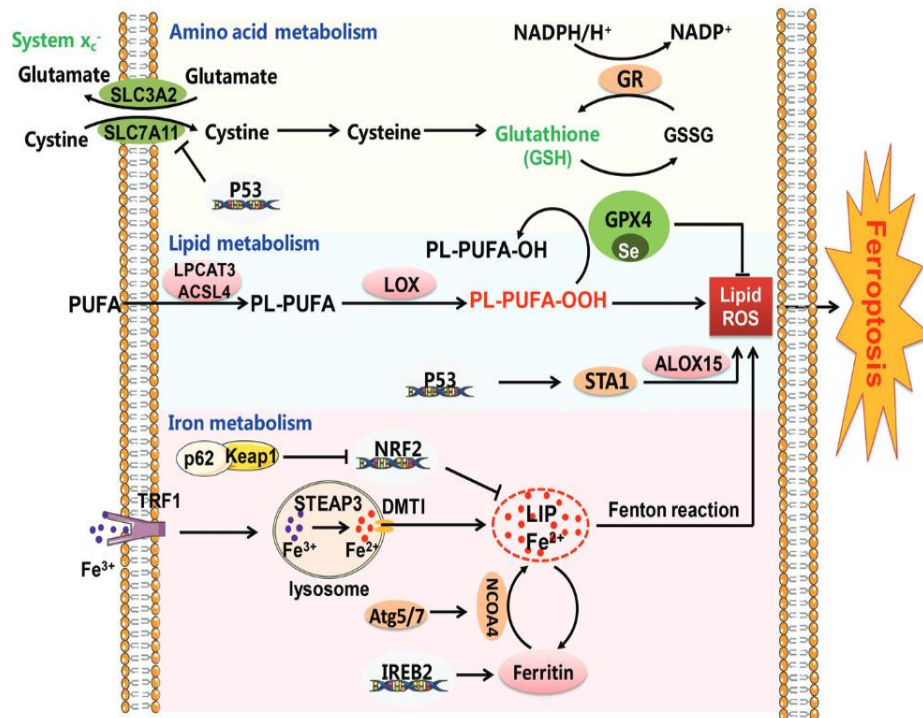 Amino acid metabolism
System xc-
Glutamate
Glutamate
SLC3A2
SLC7A11
Cystine
Cystine
Cysteine
Glutathione
(GSH)
GSSG
NADPH/H+
NADP+
GR
P53
GPX4
Se
Lipid metabolism
PL-PUFA-OH
LPCAT3
ACSL4
LOX
PUFA
PL-PUFA
PL-PUFA-OOH
Lipid
ROS
Ferroptosis
P53
STA1
ALOX15
Iron metabolism
p62
Keap1
NRF2
TRF1
Fe3+
STEAP3
DMTI
Fe3+
Fe2+
lysosome
LIP
Fe2+
Fenton reaction
Atg5/7
NCOA4
IREB2
Ferritin